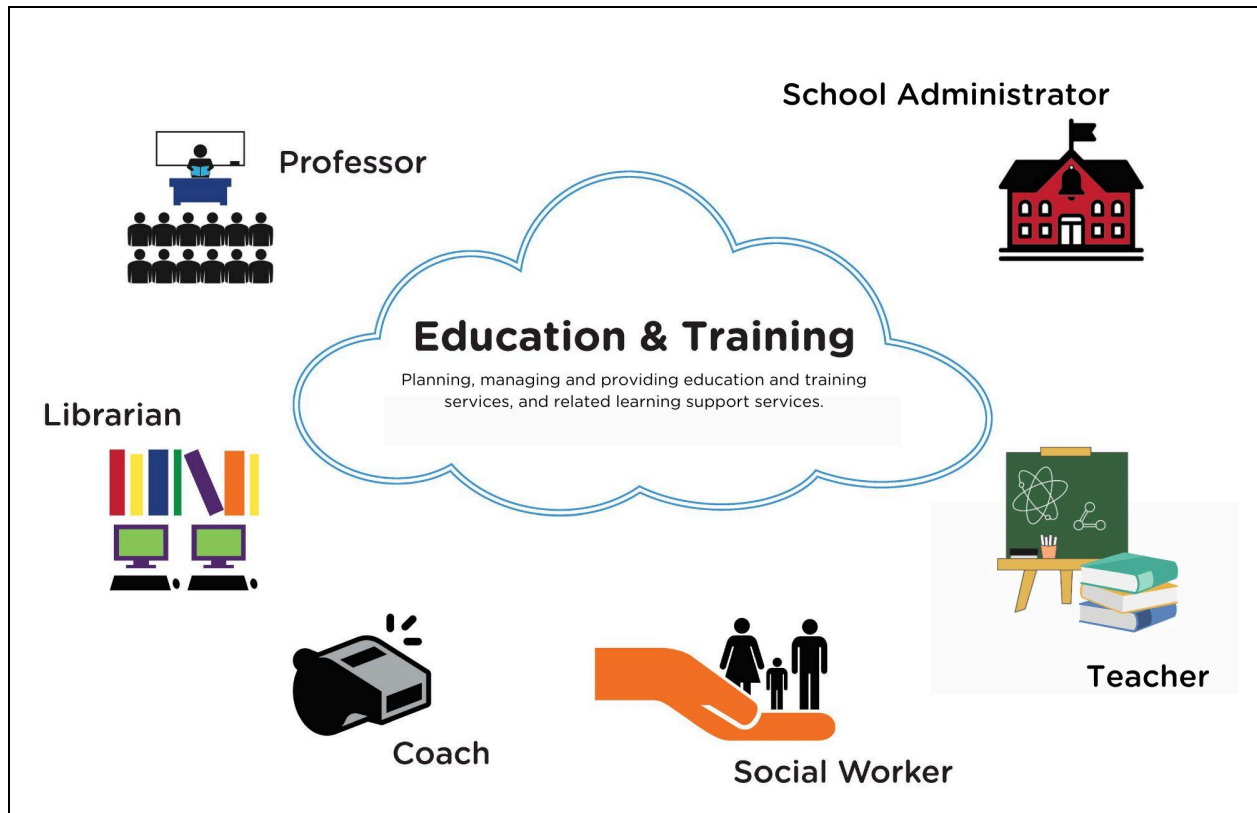 School Administrator
Professor
Education & Training
Planning, managing and providing education and training
services, and related learning support services.
Librarian
Teacher
Coach
Social Worker